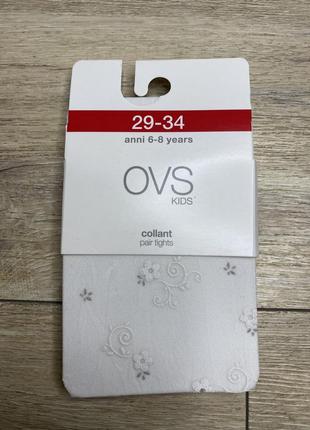 29-34
anni 6-8 years
OVS
KIDS
collant
pair tights